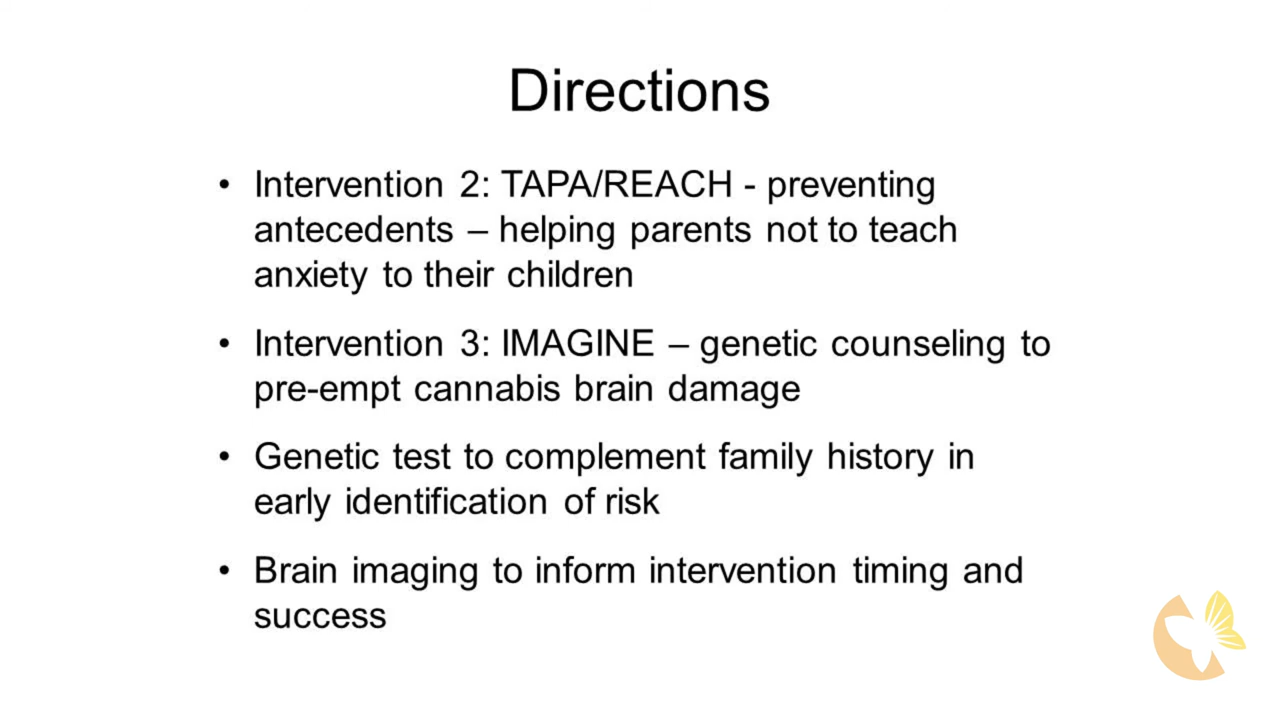 Directions
• Intervention 2: TAPA/REACH - preventing
antecedents – helping parents not to teach
anxiety to their children
• Intervention 3: IMAGINE – genetic counseling to
pre-empt cannabis brain damage
• Genetic test to complement family history in
early identification of risk
• Brain imaging to inform intervention timing and
success